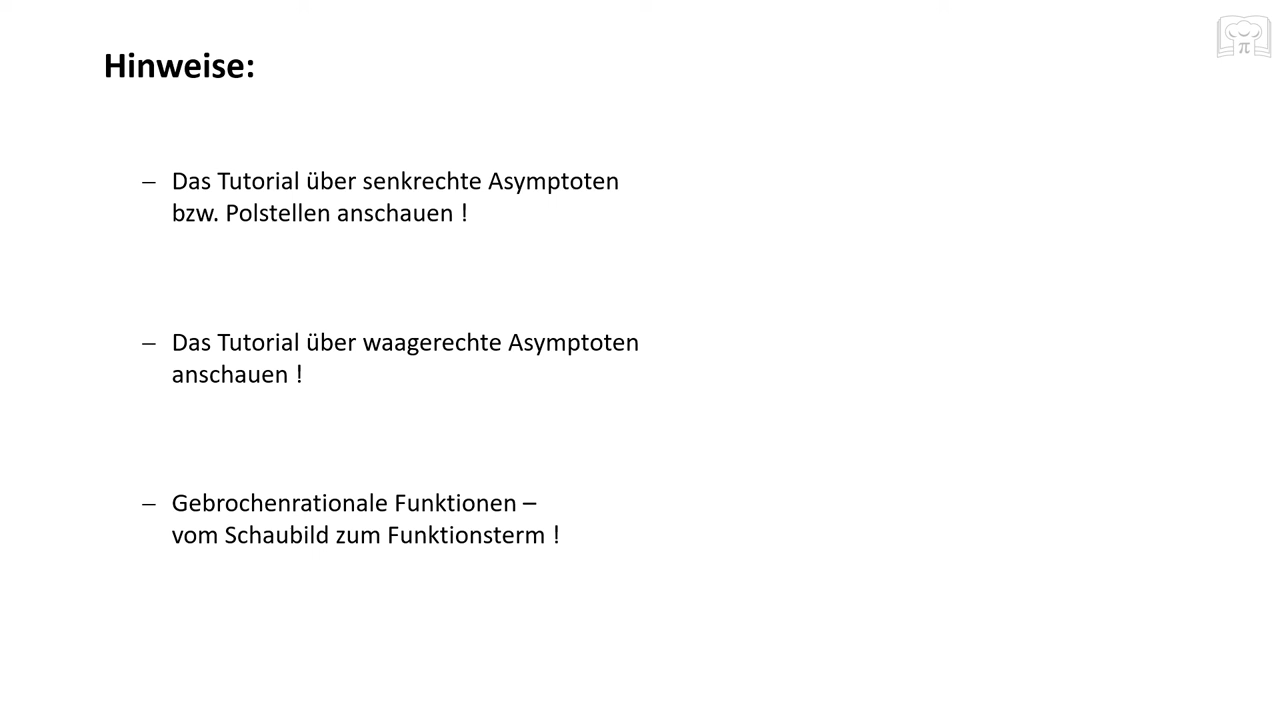 Hinweise:
– Das Tutorial über senkrechte Asymptoten
bzw. Polstellen anschauen !
– Das Tutorial über waagerechte Asymptoten
anschauen !
– Gebrochenrationale Funktionen –
vom Schaubild zum Funktionsterm !
π